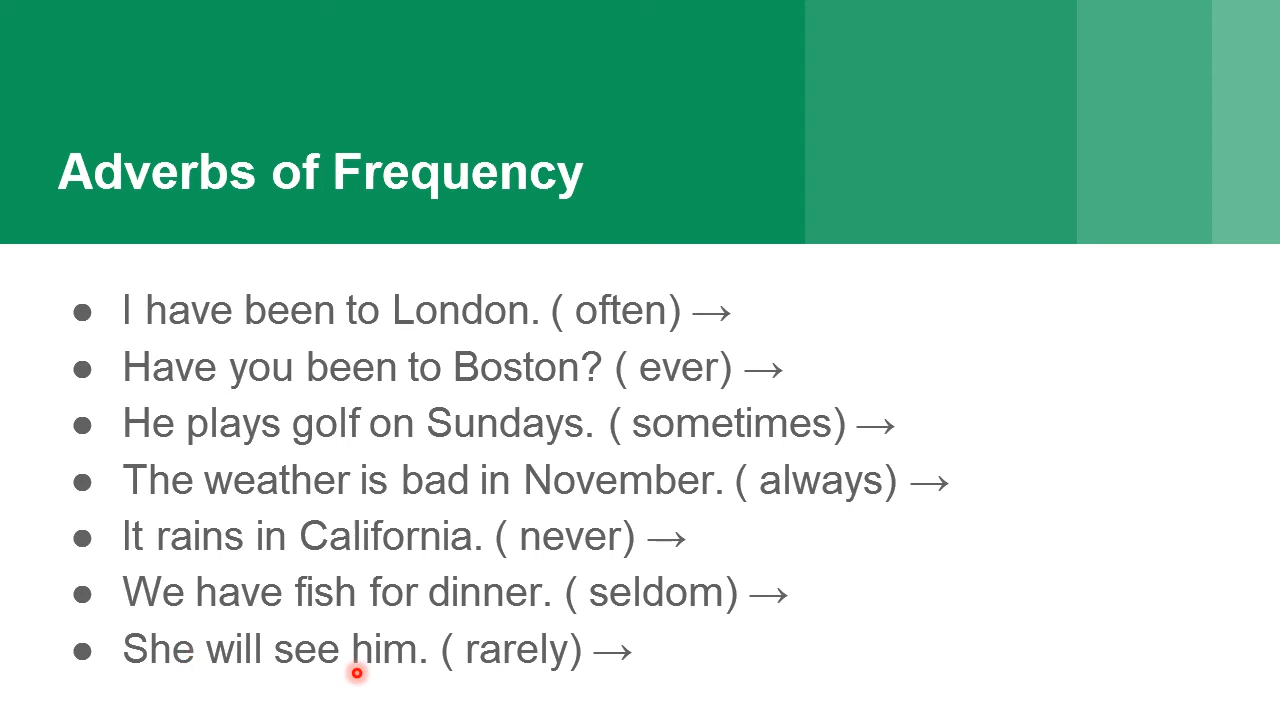 Adverbs of Frequency
● I have been to London. ( often) →
● Have you been to Boston? ( ever) →
● He plays golf on Sundays. ( sometimes) →
● The weather is bad in November. ( always) →
● It rains in California. ( never) →
● We have fish for dinner. ( seldom) →
● She will see him. ( rarely) →